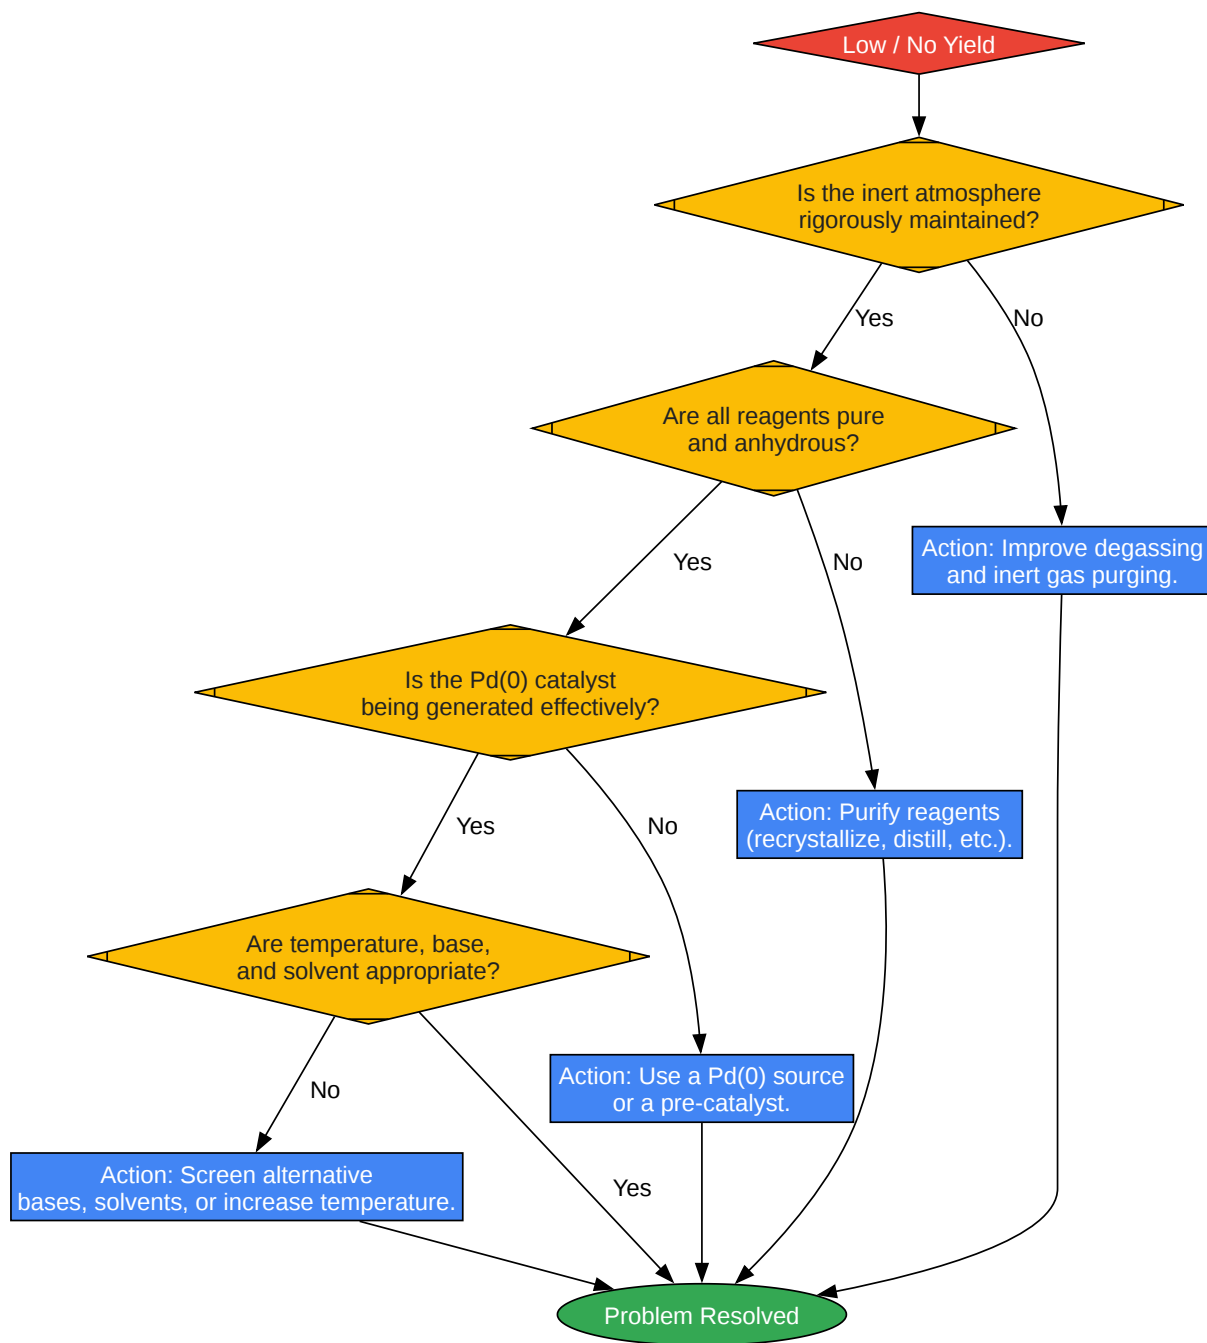 Low / No Yield
Is the inert atmosphere
rigorously maintained?
Yes
No
Are all reagents pure
and anhydrous?
Action: Improve degassing
and inert gas purging.
Yes
No
Is the Pd(0) catalyst
being generated effectively?
Action: Purify reagents
(recrystallize, distill, etc.).
Yes
No
Are temperature, base,
and solvent appropriate?
Action: Use a Pd(0) source
or a pre-catalyst.
No
Yes
Action: Screen alternative
bases, solvents, or increase temperature.
Problem Resolved